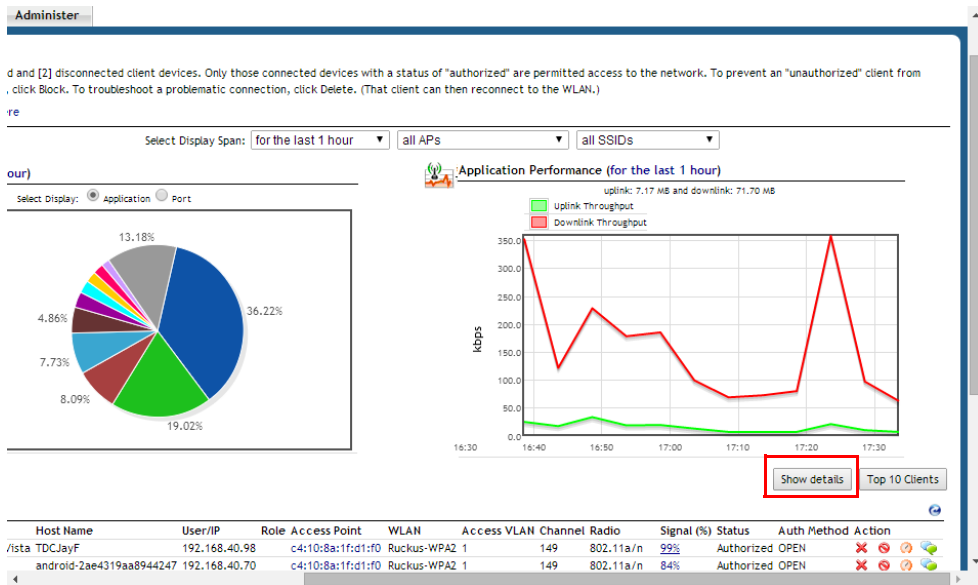 Administer
d and [2] disconnected client devices. Only those connected devices with a status of "authorized" are permitted access to the network. To prevent an "unauthorized" client from
, click Block. To troubleshoot a problematic connection, click Delete. (That client can then reconnect to the WLAN.)
re
Select Display Span: for the last 1 hour all APs all SSIDs
our)
Select Display: Application Port
13.18%
36.22%
4.86%
7.73%
8.09%
19.02%
Application Performance (for the last 1 hour)
uplink: 7.17 MB and downlink: 71.70 MB
Uplink Throughput
Downlink Throughput
350.0
300.0
250.0
200.0
150.0
100.0
50.0
0.0
kbps
16:30 16:40 16:50 17:00 17:10 17:20 17:30
Show details Top 10 Clients
Host Name User/IP Role Access Point WLAN Access VLAN Channel Radio Signal (%) Status Auth Method Action
/ista TDCJayF 192.168.40.98 c4:10:8a:1f:d1:f0 Ruckus-WPA2 1 149 802.11a/n 99% Authorized OPEN
android-2ae4319aa8944247 192.168.40.70 c4:10:8a:1f:d1:f0 Ruckus-WPA2 1 149 802.11a/n 84% Authorized OPEN